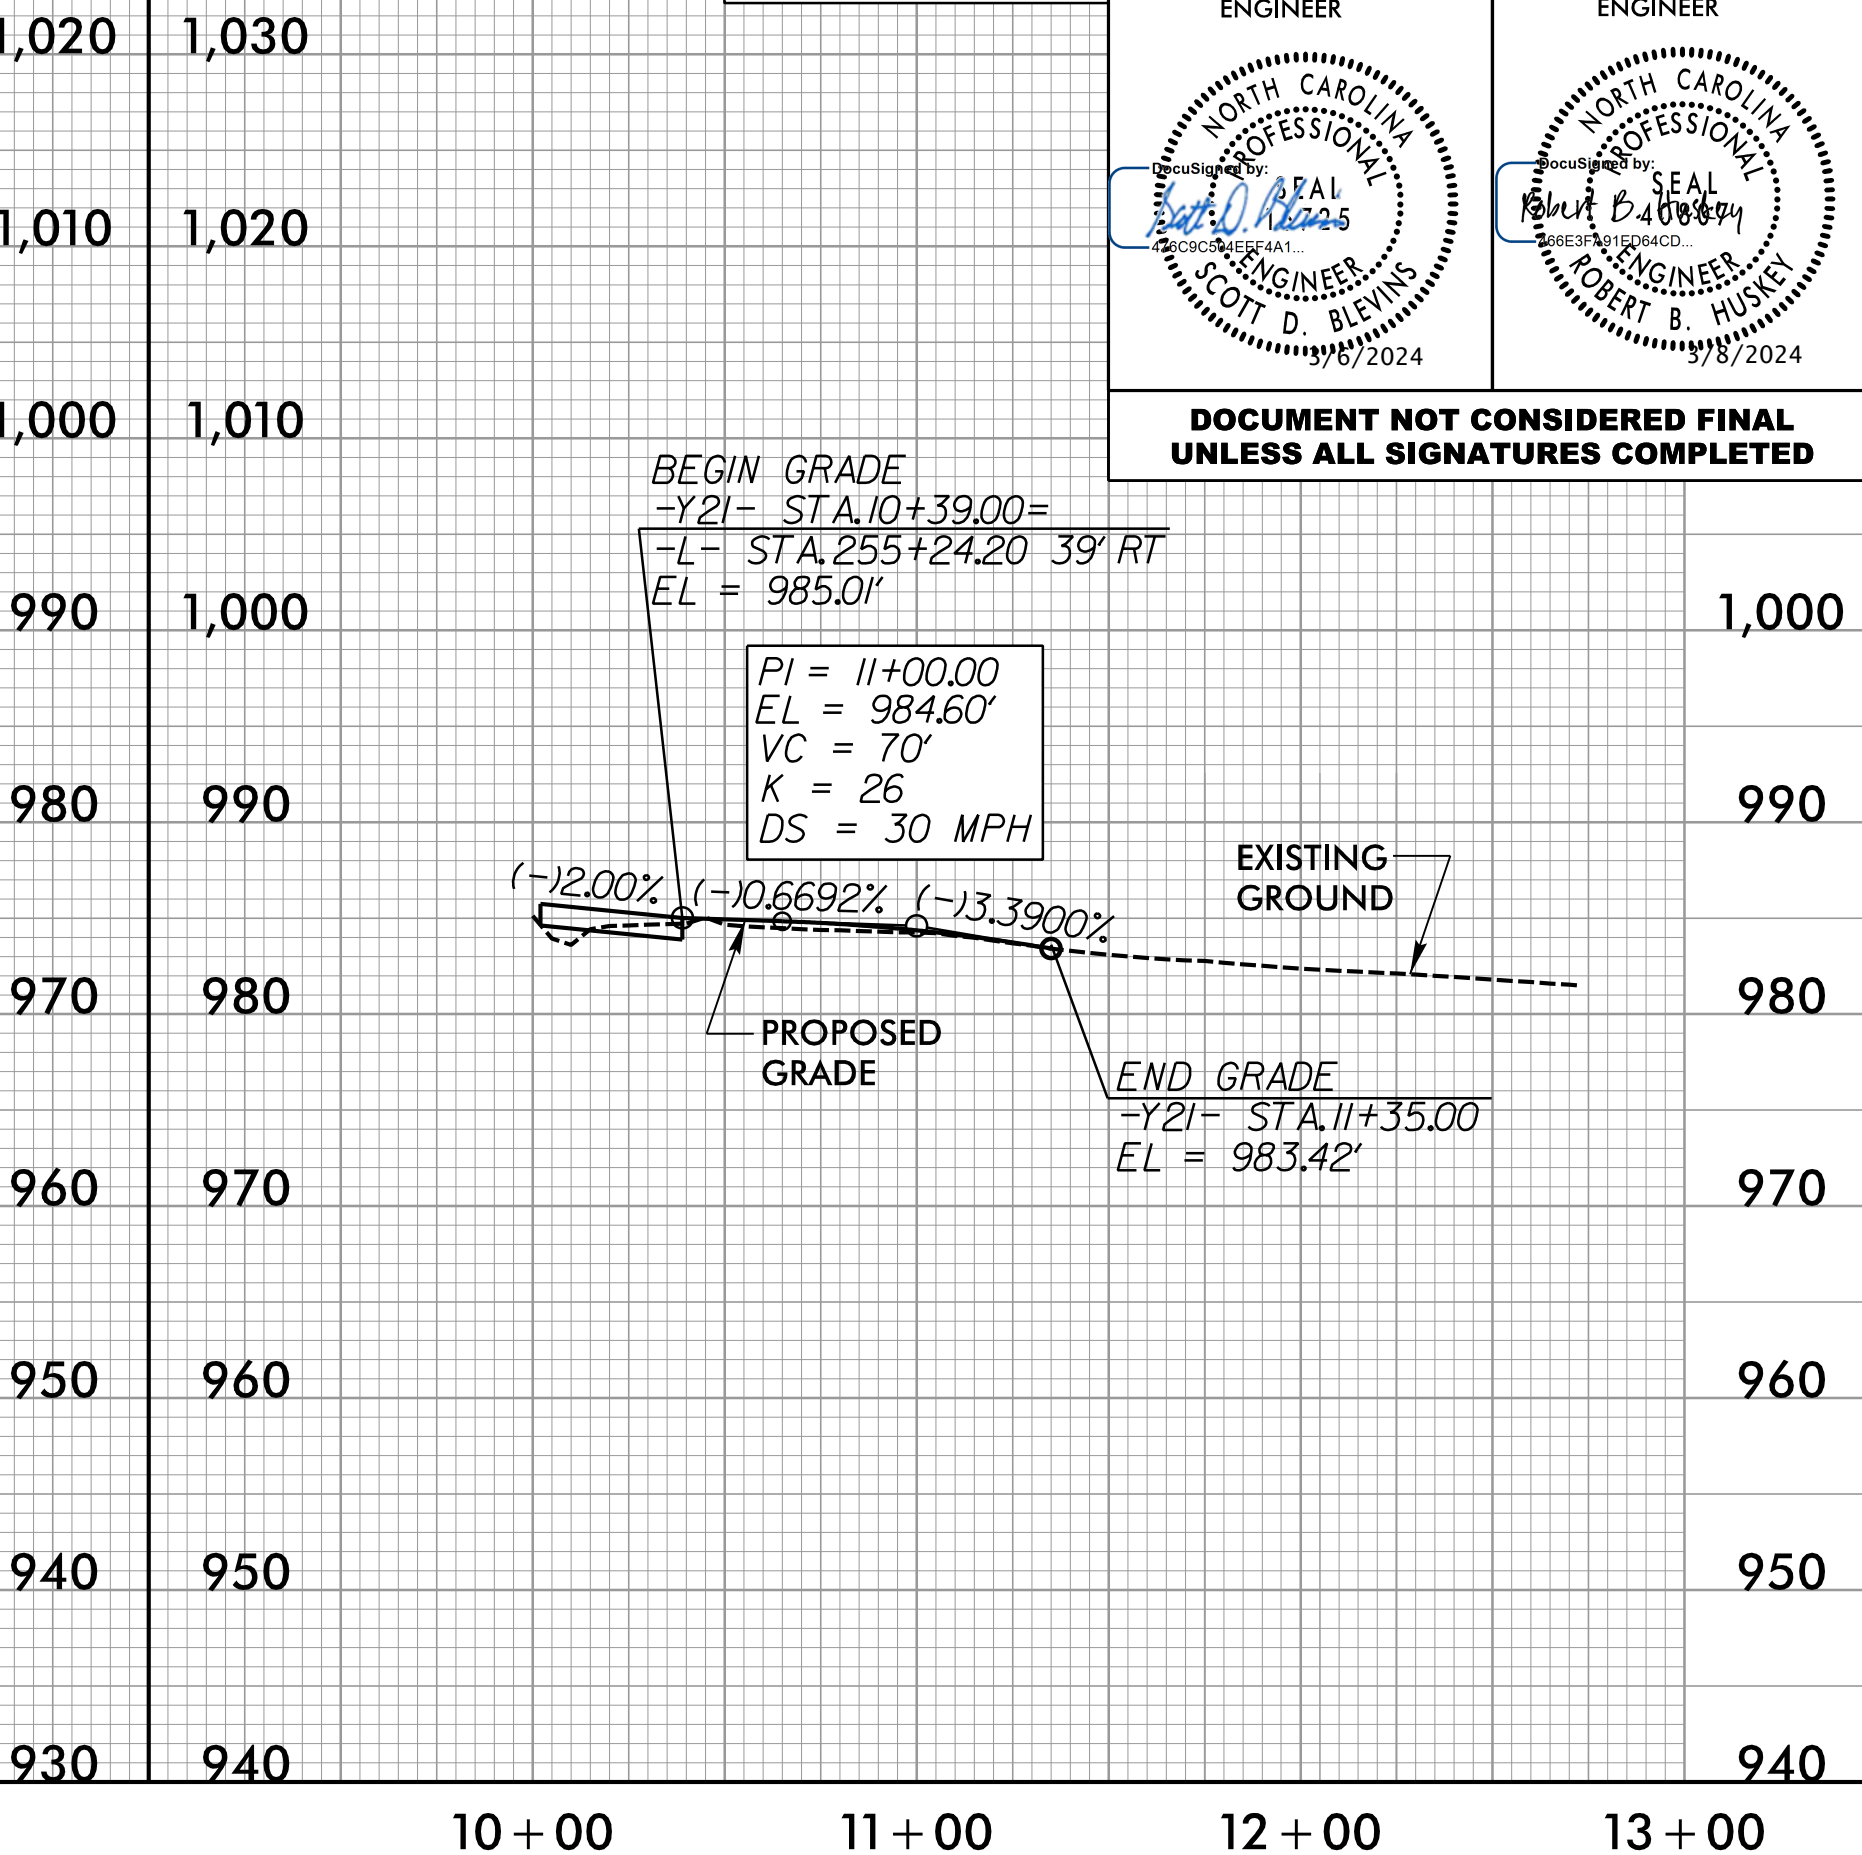 ENGINEER
ENGINEER
NORTH CAROLINA
PROFESSIONAL
DocuSigned by:
SEAL
476C9C504EEF4A1...
ENGINEER
SCOTT D. BLEVINS
3/6/2024
NORTH CAROLINA
PROFESSIONAL
DocuSigned by:
SEAL
Robert B. Huskey
466E3FA91ED64CD...
ENGINEER
ROBERT B. HUSKEY
3/8/2024
DOCUMENT NOT CONSIDERED FINAL
UNLESS ALL SIGNATURES COMPLETED
1,020 1,030
1,010 1,020
1,000 1,010
990 1,000 1,000
980 990 990
970 980 980
960 970 970
950 960 960
940 950 950
930 940 940
BEGIN GRADE
-Y21- STA.10+39.00=
-L- STA.255+24.20 39' RT
EL = 985.01'
PI = 11+00.00
EL = 984.60'
VC = 70'
K = 26
DS = 30 MPH
(-)2.00% (-)0.6692% (-)3.3900%
EXISTING
GROUND
PROPOSED
GRADE
END GRADE
-Y21- STA.11+35.00
EL = 983.42'
10+00 11+00 12+00 13+00